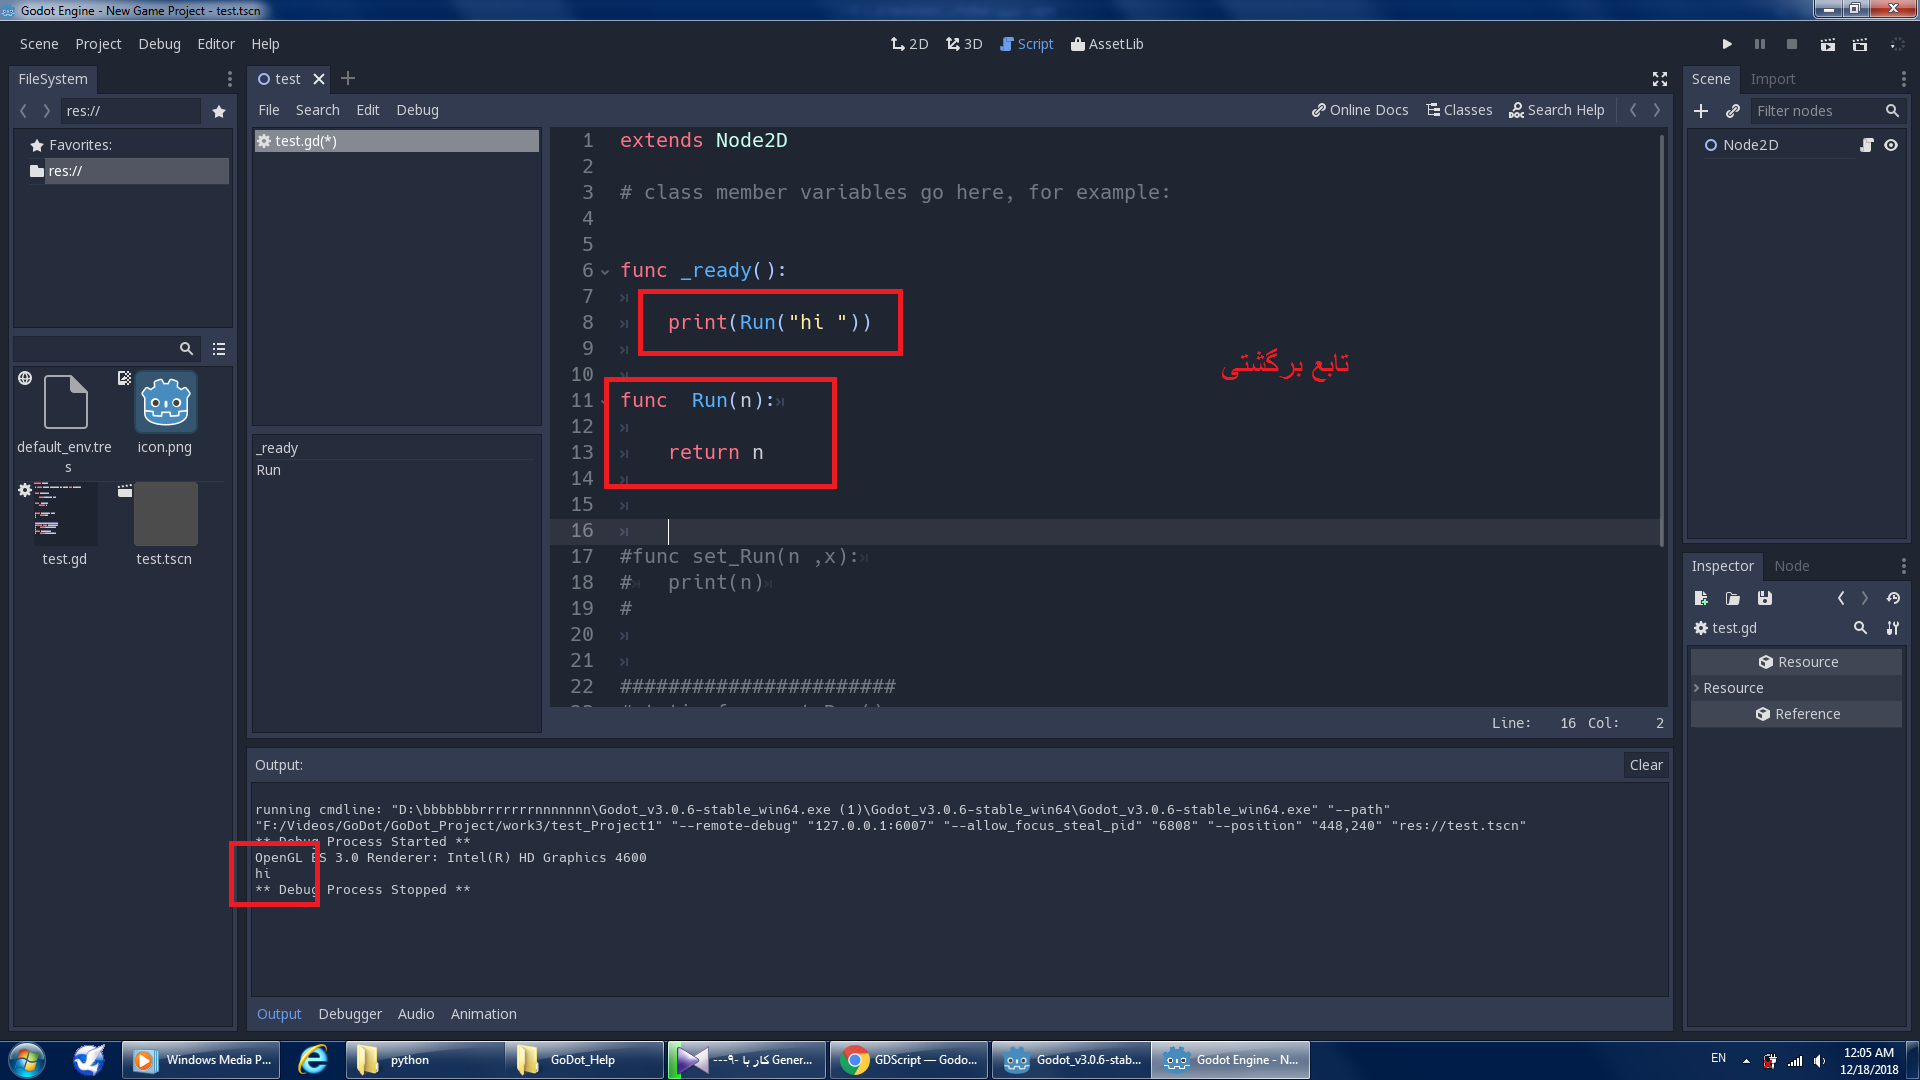 Godot Engine - New Game Project - test.tscn
Scene Project Debug Editor Help
2D 3D Script AssetLib
FileSystem
res://
Favorites:
res://
default_env.tres
icon.png
test.gd
test.tscn
test
File Search Edit Debug
Online Docs Classes Search Help
test.gd(*)
_ready
Run
1 extends Node2D
2
3 # class member variables go here, for example:
4
5
6 func _ready():
7
8 print(Run("hi "))
9
10
11 func  Run(n):
12
13 return n
14
15
16
17 #func set_Run(n ,x):
18 # print(n)
19 #
20
21
22 #######################
تابع برگشتی
Line: 16 Col: 2
Output:
Clear
running cmdline: "D:\bbbbbbbrrrrrrrnnnnnnn\Godot_v3.0.6-stable_win64.exe (1)\Godot_v3.0.6-stable_win64\Godot_v3.0.6-stable_win64.exe" "--path"
"F:/Videos/GoDot/GoDot_Project/work3/test_Project1" "--remote-debug" "127.0.0.1:6007" "--allow_focus_steal_pid" "6808" "--position" "448,240" "res://test.tscn"
** Debug Process Started **
OpenGL ES 3.0 Renderer: Intel(R) HD Graphics 4600
hi
** Debug Process Stopped **
Output Debugger Audio Animation
Scene Import
Filter nodes
Node2D
Inspector Node
test.gd
Resource
Resource
Reference
Windows Media P...
python
GoDot_Help
کار با -۹--- Gener...
GDScript — Godo...
Godot_v3.0.6-stab...
Godot Engine - N...
EN
12:05 AM
12/18/2018